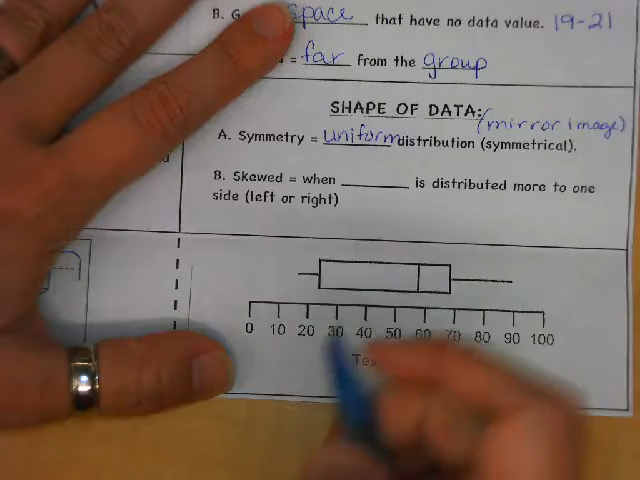 B. G space that have no data value. 19-21
= far from the group
SHAPE OF DATA:
(mirror image)
A. Symmetry = uniform distribution (symmetrical).
B. Skewed = when ________ is distributed more to one
side (left or right)
0 10 20 30 40 50 60 70 80 90 100
Tes